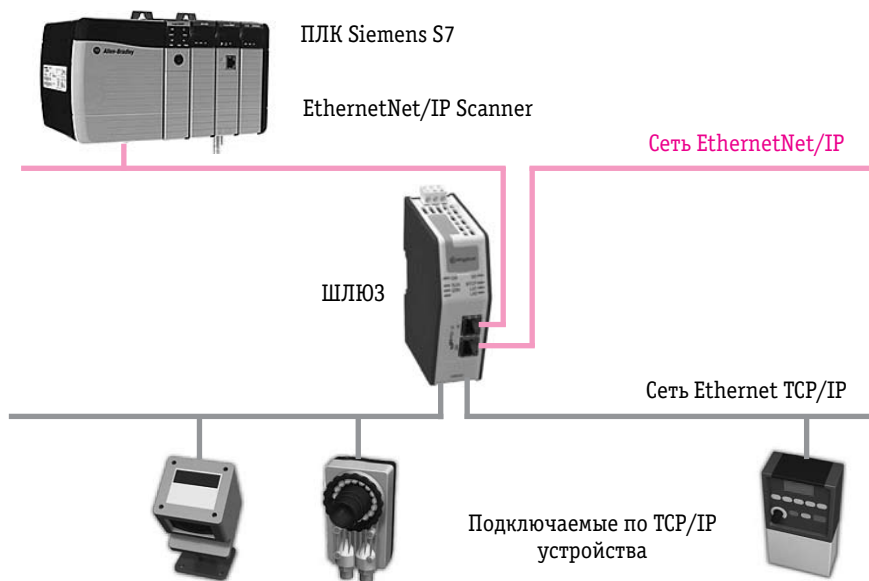 Allen-Bradley
ПЛК Siemens S7
EthernetNet/IP Scanner
Сеть EthernetNet/IP
ШЛЮЗ
Сеть Ethernet TCP/IP
Подключаемые по TCP/IP
устройства